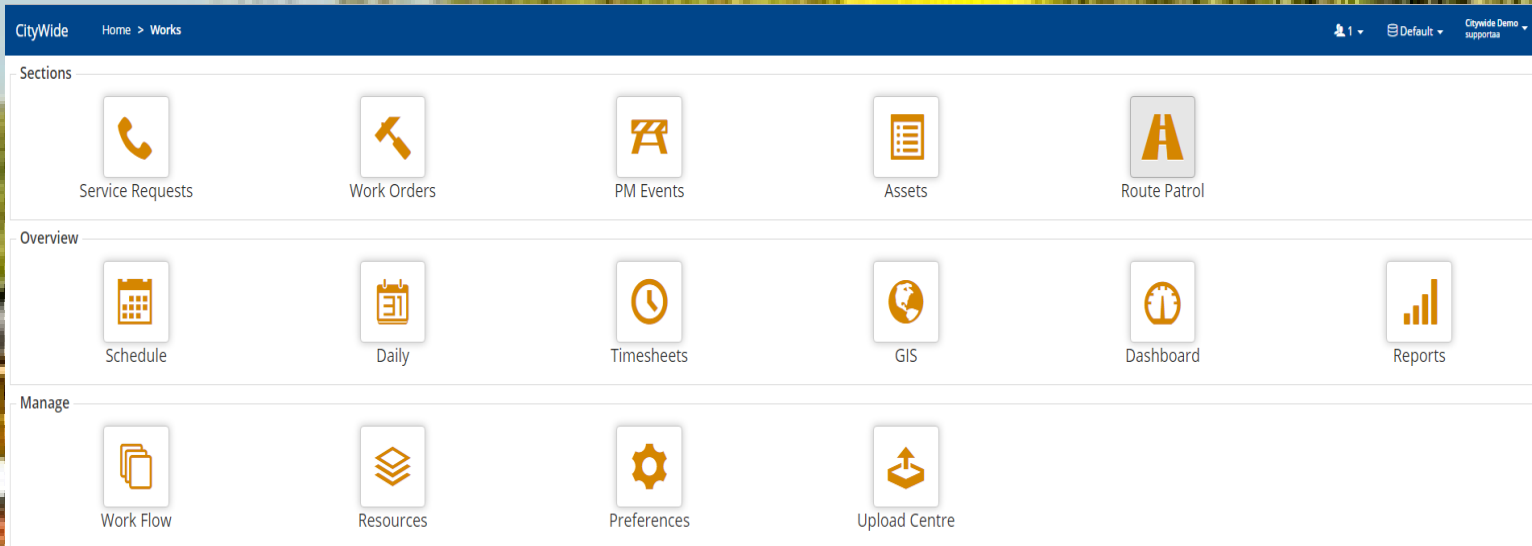 CityWide Home > Works 1 Default Citywide Demo
supportaa
Sections
Service Requests Work Orders PM Events Assets Route Patrol
Overview
31
Schedule Daily Timesheets GIS Dashboard Reports
Manage
Work Flow Resources Preferences Upload Centre